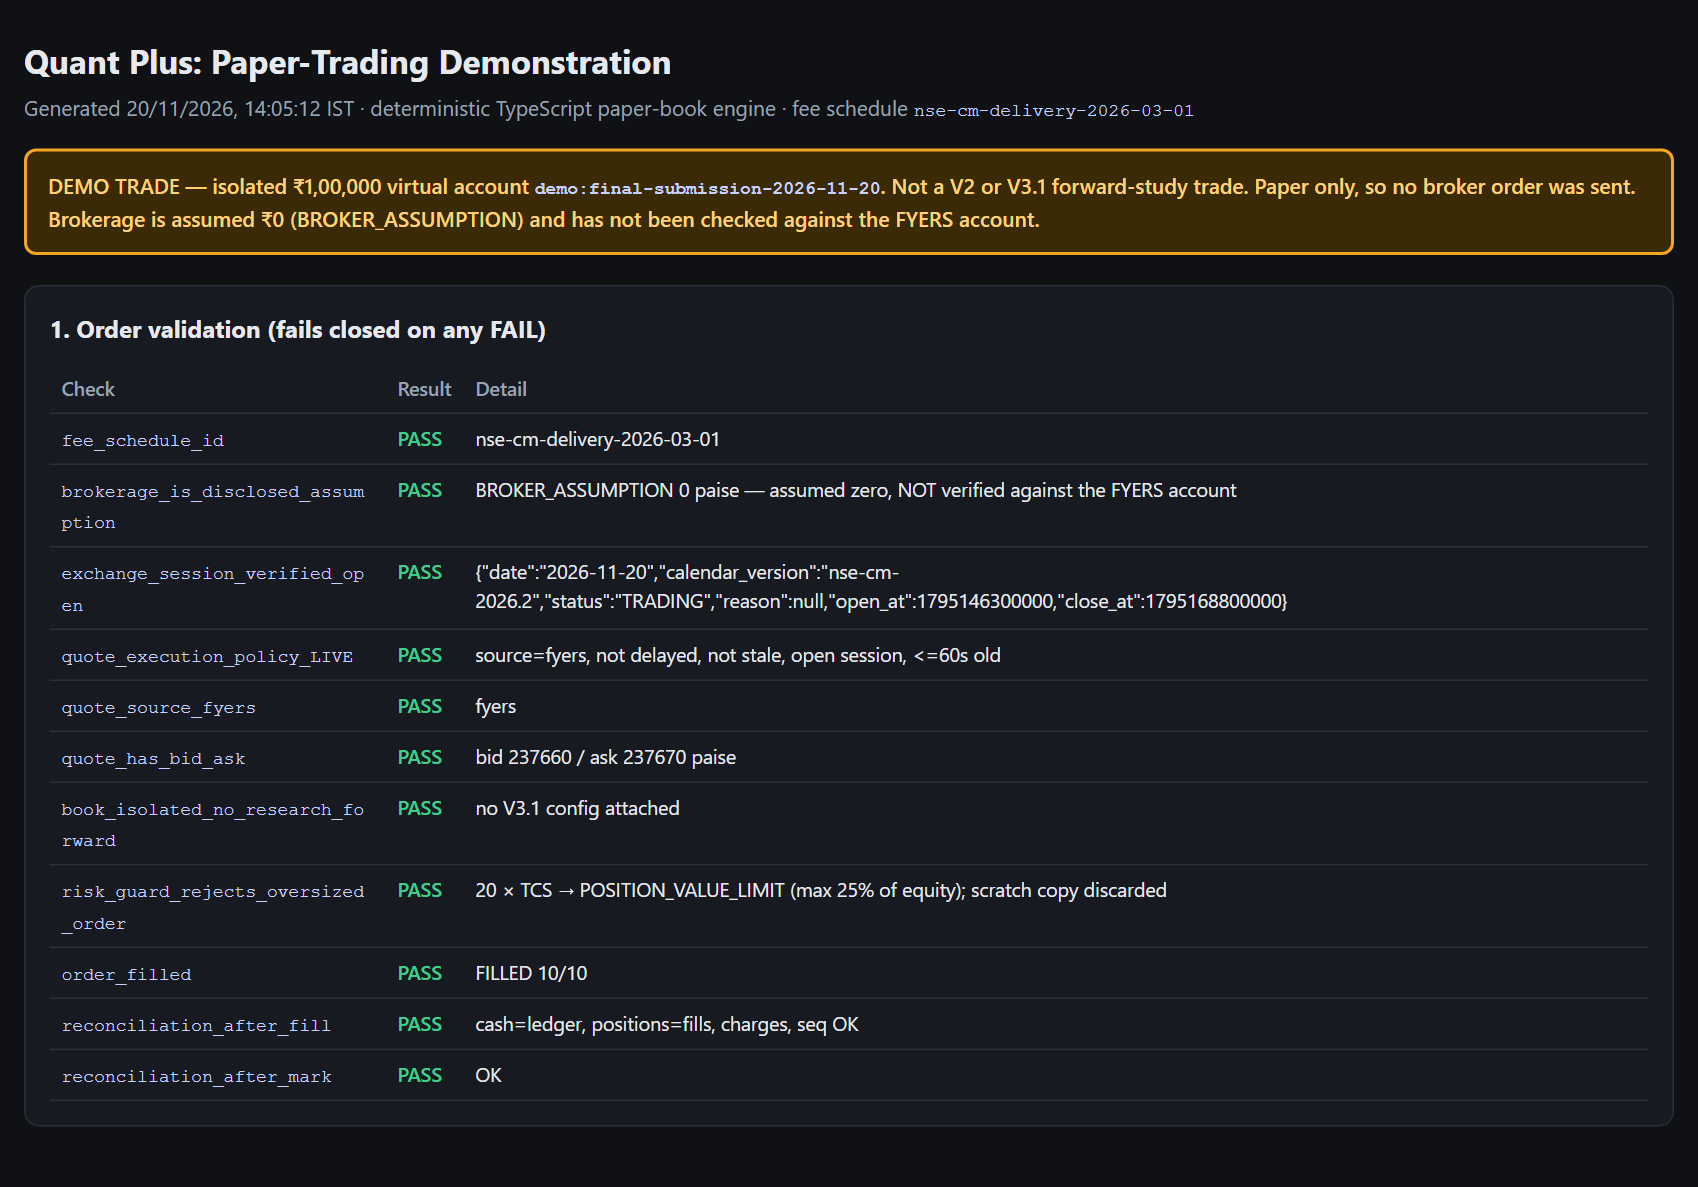 Quant Plus: Paper-Trading Demonstration
Generated 20/11/2026, 14:05:12 IST · deterministic TypeScript paper-book engine · fee schedule nse-cm-delivery-2026-03-01
DEMO TRADE — isolated ₹1,00,000 virtual account demo:final-submission-2026-11-20. Not a V2 or V3.1 forward-study trade. Paper only, so no broker order was sent.
Brokerage is assumed ₹0 (BROKER_ASSUMPTION) and has not been checked against the FYERS account.
1. Order validation (fails closed on any FAIL)
Check Result Detail
fee_schedule_id PASS nse-cm-delivery-2026-03-01
brokerage_is_disclosed_assum PASS BROKER_ASSUMPTION 0 paise — assumed zero, NOT verified against the FYERS account
ption
exchange_session_verified_op PASS {"date":"2026-11-20","calendar_version":"nse-cm-
en 2026.2","status":"TRADING","reason":null,"open_at":1795146300000,"close_at":1795168800000}
quote_execution_policy_LIVE PASS source=fyers, not delayed, not stale, open session, <=60s old
quote_source_fyers PASS fyers
quote_has_bid_ask PASS bid 237660 / ask 237670 paise
book_isolated_no_research_fo PASS no V3.1 config attached
rward
risk_guard_rejects_oversized PASS 20 × TCS → POSITION_VALUE_LIMIT (max 25% of equity); scratch copy discarded
_order
order_filled PASS FILLED 10/10
reconciliation_after_fill PASS cash=ledger, positions=fills, charges, seq OK
reconciliation_after_mark PASS OK